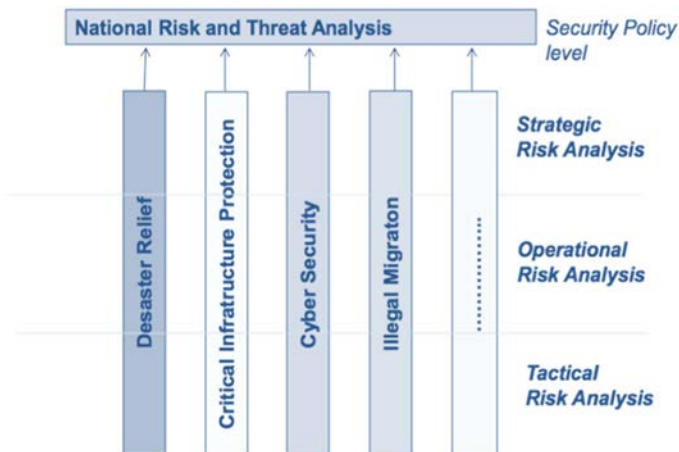 National Risk and Threat Analysis
Security Policy
level
Strategic
Risk Analysis
Operational
Risk Analysis
Tactical
Risk Analysis
Desaster Relief
Critical Infratructure Protection
Cyber Security
Illegal Migraton
....................